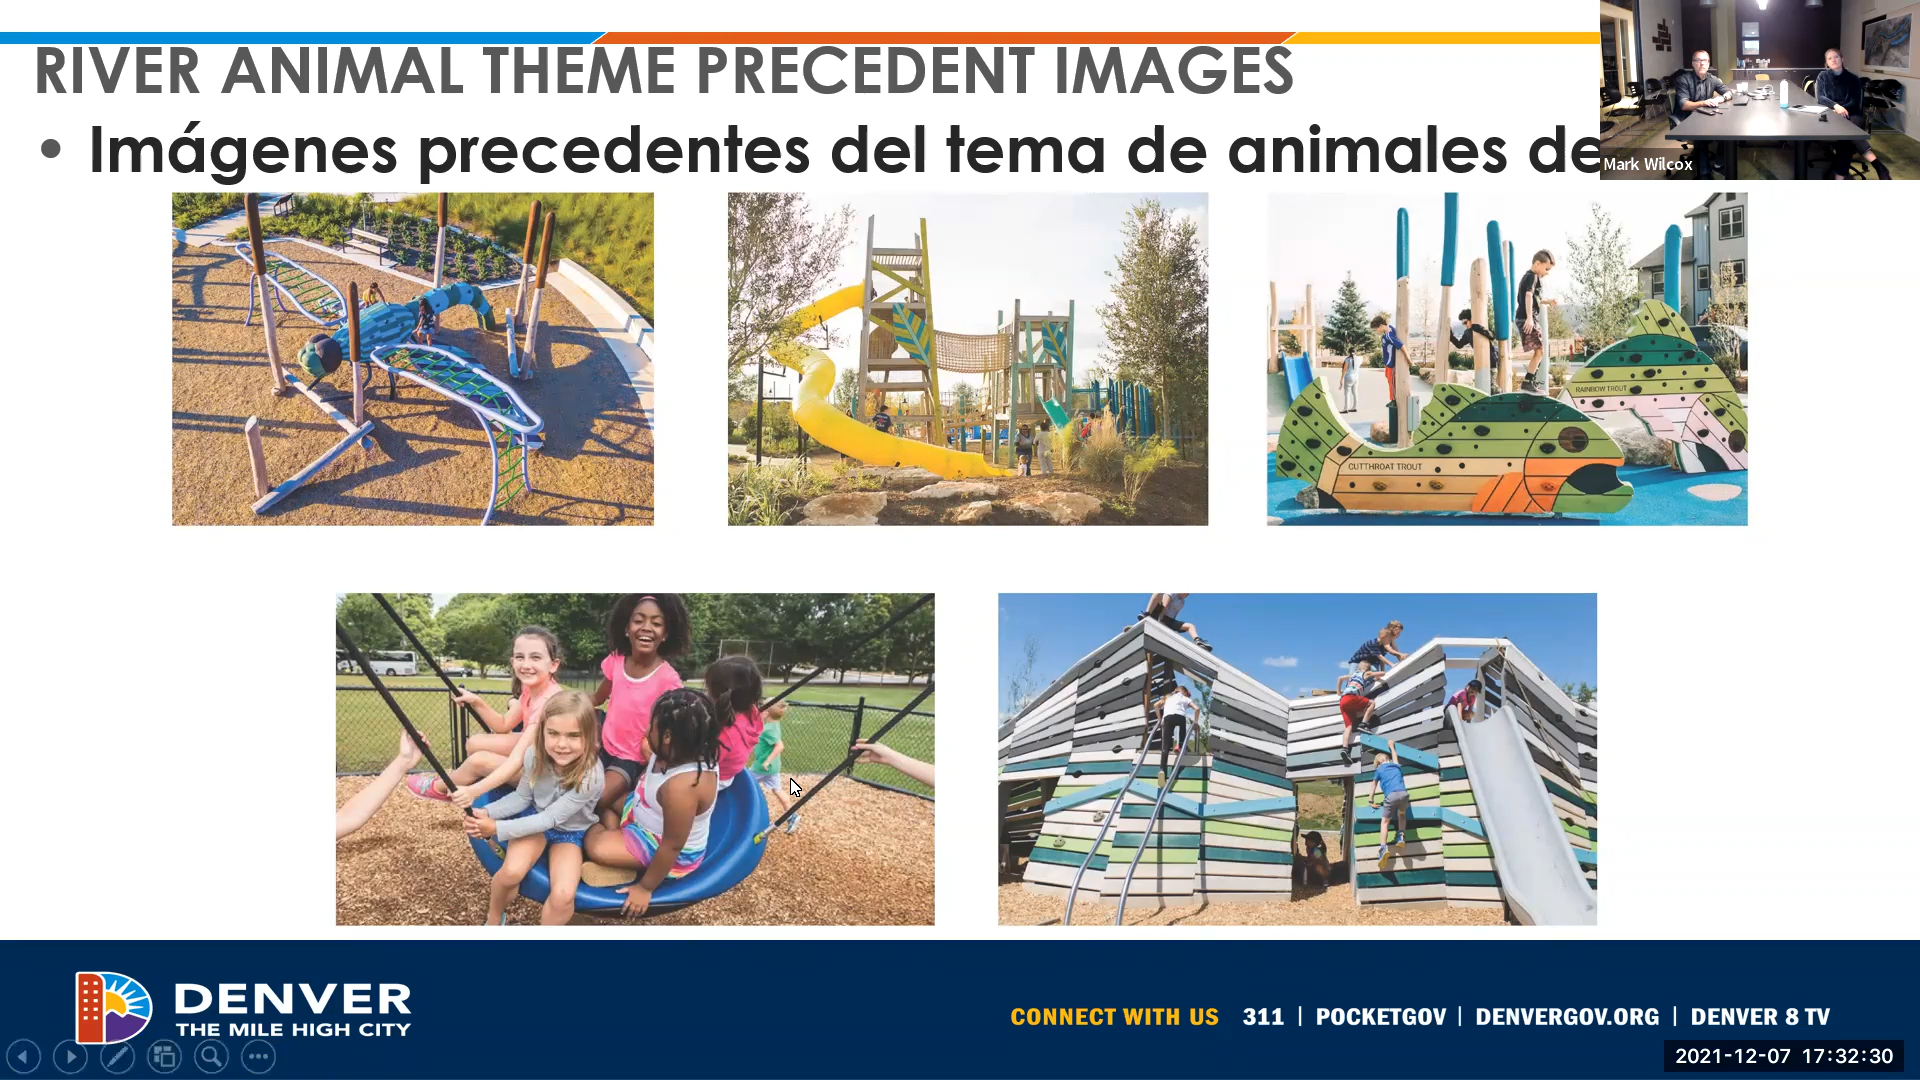 RIVER ANIMAL THEME PRECEDENT IMAGES
• Imágenes precedentes del tema de animales de
Mark Wilcox
CUTTHROAT TROUT
RAINBOW TROUT
DENVER
THE MILE HIGH CITY
CONNECT WITH US 311 | POCKETGOV | DENVERGOV.ORG | DENVER 8 TV
2021-12-07 17:32:30